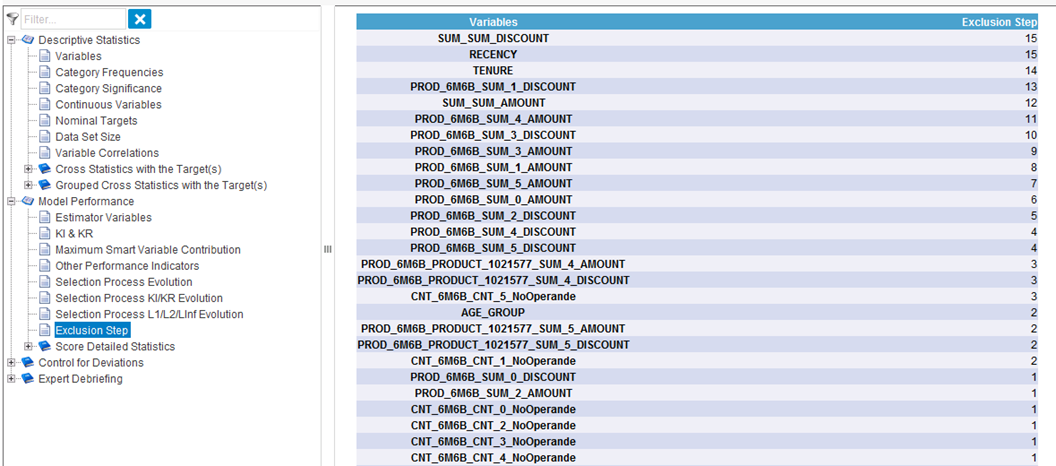 Filter...
Descriptive Statistics
Variables
Category Frequencies
Category Significance
Continuous Variables
Nominal Targets
Data Set Size
Variable Correlations
Cross Statistics with the Target(s)
Grouped Cross Statistics with the Target(s)
Model Performance
Estimator Variables
KI & KR
Maximum Smart Variable Contribution
Other Performance Indicators
Selection Process Evolution
Selection Process KI/KR Evolution
Selection Process L1/L2/LInf Evolution
Exclusion Step
Score Detailed Statistics
Control for Deviations
Expert Debriefing
Variables Exclusion Step
SUM_SUM_DISCOUNT 15
RECENCY 15
TENURE 14
PROD_6M6B_SUM_1_DISCOUNT 13
SUM_SUM_AMOUNT 12
PROD_6M6B_SUM_4_AMOUNT 11
PROD_6M6B_SUM_3_DISCOUNT 10
PROD_6M6B_SUM_3_AMOUNT 9
PROD_6M6B_SUM_1_AMOUNT 8
PROD_6M6B_SUM_5_AMOUNT 7
PROD_6M6B_SUM_0_AMOUNT 6
PROD_6M6B_SUM_2_DISCOUNT 5
PROD_6M6B_SUM_4_DISCOUNT 4
PROD_6M6B_SUM_5_DISCOUNT 4
PROD_6M6B_PRODUCT_1021577_SUM_4_AMOUNT 3
PROD_6M6B_PRODUCT_1021577_SUM_4_DISCOUNT 3
CNT_6M6B_CNT_5_NoOperande 3
AGE_GROUP 2
PROD_6M6B_PRODUCT_1021577_SUM_5_AMOUNT 2
PROD_6M6B_PRODUCT_1021577_SUM_5_DISCOUNT 2
CNT_6M6B_CNT_1_NoOperande 2
PROD_6M6B_SUM_0_DISCOUNT 1
PROD_6M6B_SUM_2_AMOUNT 1
CNT_6M6B_CNT_0_NoOperande 1
CNT_6M6B_CNT_2_NoOperande 1
CNT_6M6B_CNT_3_NoOperande 1
CNT_6M6B_CNT_4_NoOperande 1